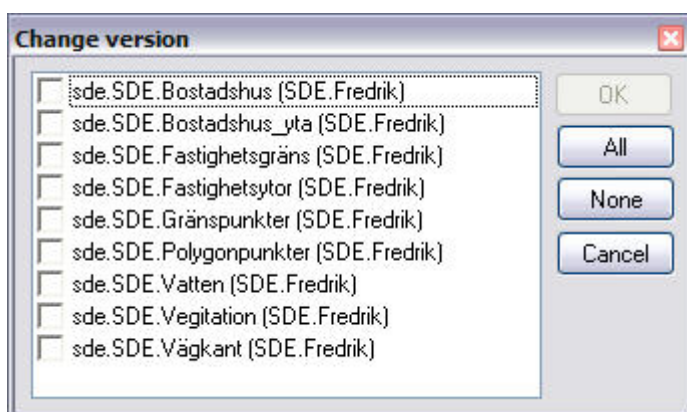 Change version
sde.SDE.Bostadshus (SDE.Fredrik)
sde.SDE.Bostadshus_yta (SDE.Fredrik)
sde.SDE.Fastighetsgräns (SDE.Fredrik)
sde.SDE.Fastighetsytor (SDE.Fredrik)
sde.SDE.Gränspunkter (SDE.Fredrik)
sde.SDE.Polygonpunkter (SDE.Fredrik)
sde.SDE.Vatten (SDE.Fredrik)
sde.SDE.Vegitation (SDE.Fredrik)
sde.SDE.Vägkant (SDE.Fredrik)
OK
All
None
Cancel